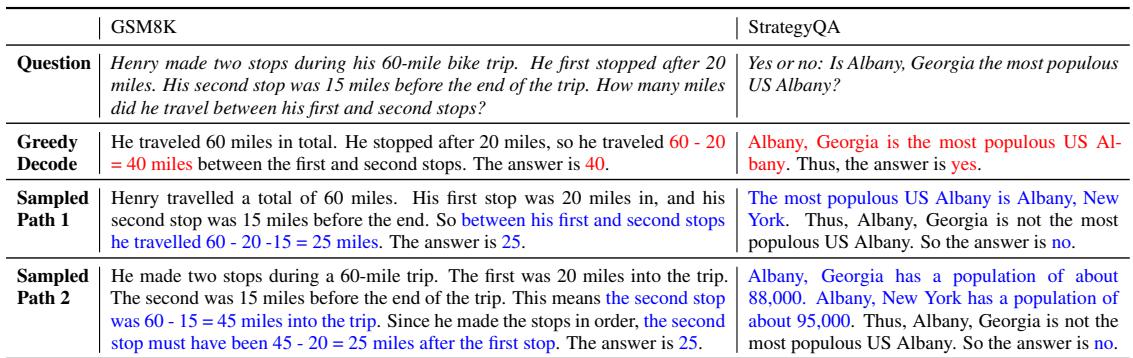 GSM8K
StrategyQA
Question
Henry made two stops during his 60-mile bike trip. He first stopped after 20
miles. His second stop was 15 miles before the end of the trip. How many miles
did he travel between his first and second stops?
Yes or no: Is Albany, Georgia the most populous
US Albany?
Greedy
Decode
He traveled 60 miles in total. He stopped after 20 miles, so he traveled 60 - 20
= 40 miles between the first and second stops. The answer is 40.
Albany, Georgia is the most populous US Al-
bany. Thus, the answer is yes.
Sampled
Path 1
Henry travelled a total of 60 miles. His first stop was 20 miles in, and his
second stop was 15 miles before the end. So between his first and second stops
he travelled 60 - 20 -15 = 25 miles. The answer is 25.
The most populous US Albany is Albany, New
York. Thus, Albany, Georgia is not the most
populous US Albany. So the answer is no.
Sampled
Path 2
He made two stops during a 60-mile trip. The first was 20 miles into the trip.
The second was 15 miles before the end of the trip. This means the second stop
was 60 - 15 = 45 miles into the trip. Since he made the stops in order, the second
stop must have been 45 - 20 = 25 miles after the first stop. The answer is 25.
Albany, Georgia has a population of about
88,000. Albany, New York has a population of
about 95,000. Thus, Albany, Georgia is not the
most populous US Albany. So the answer is no.